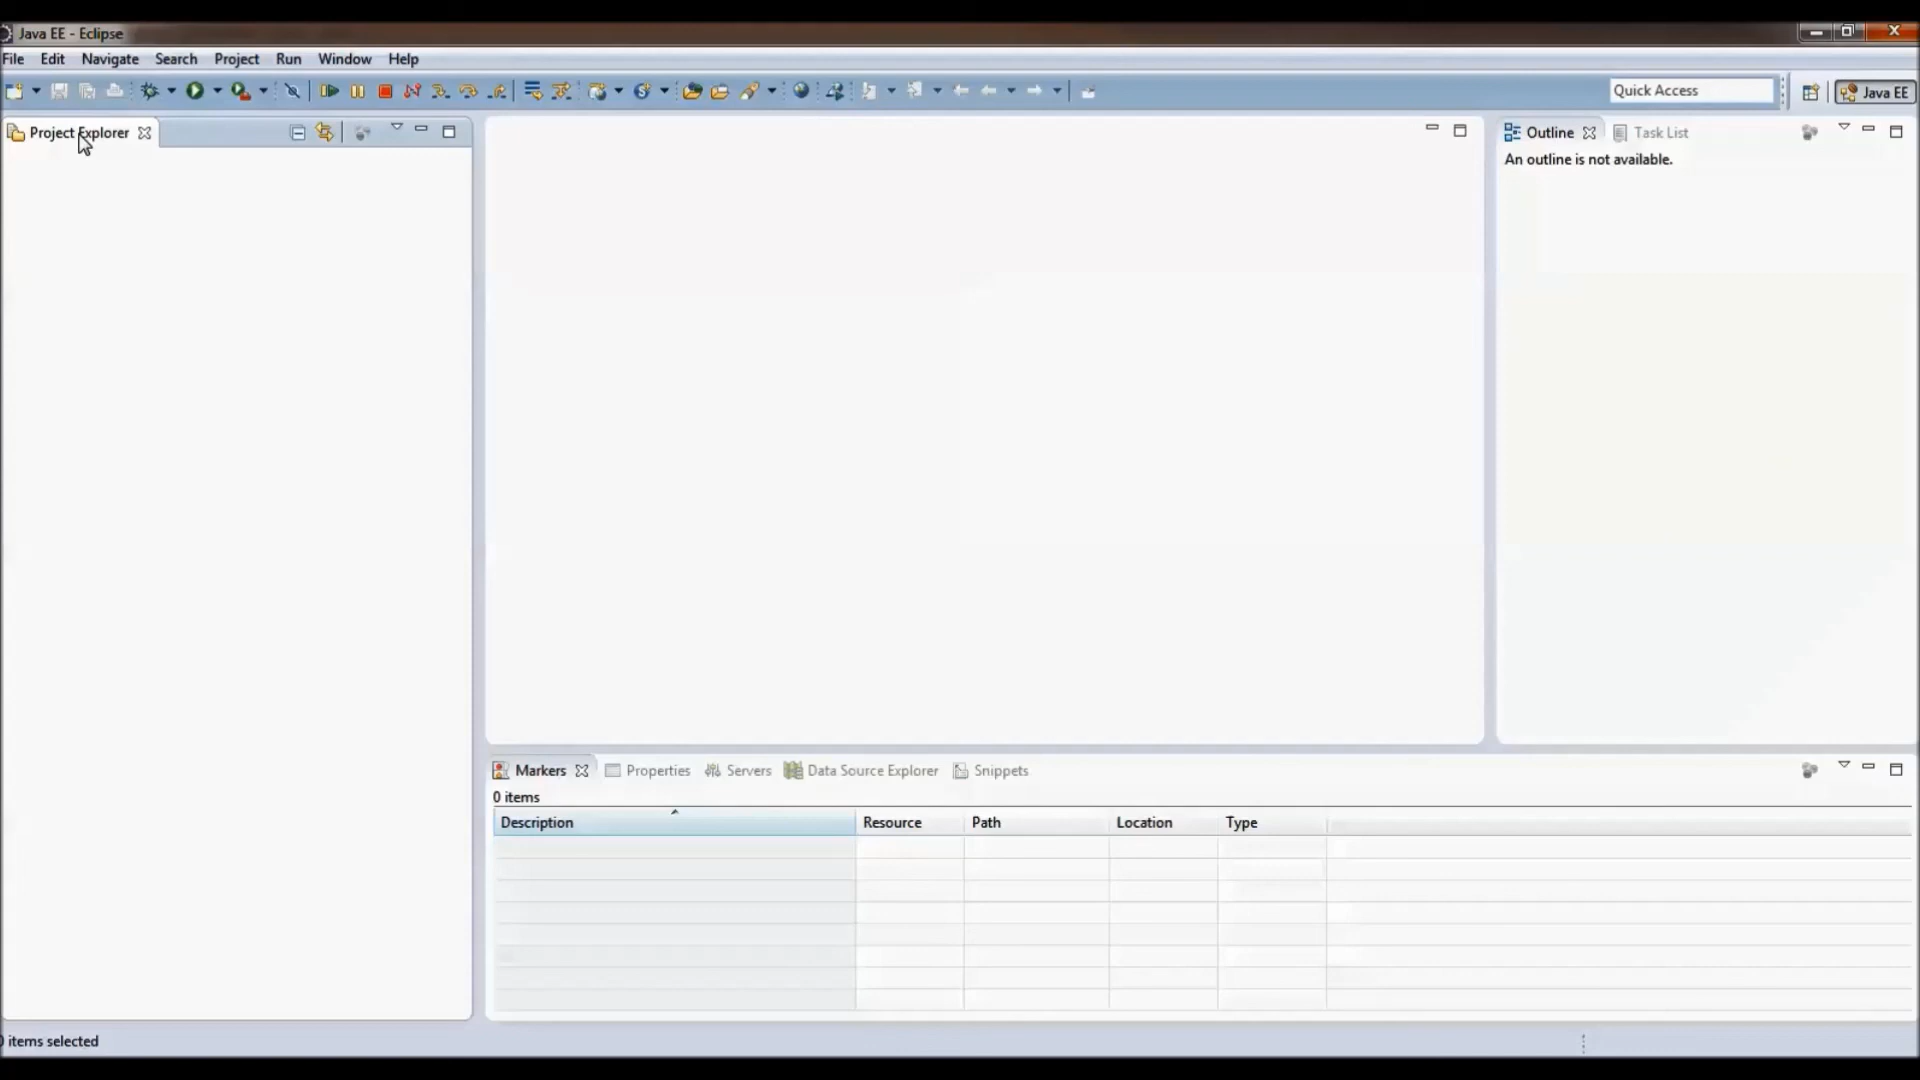 Java EE - Eclipse
File Edit Navigate Search Project Run Window Help
Quick Access
Java EE
Project Explorer
Outline
Task List
An outline is not available.
Markers
Properties
Servers
Data Source Explorer
Snippets
0 items
Description Resource Path Location Type
0 items selected